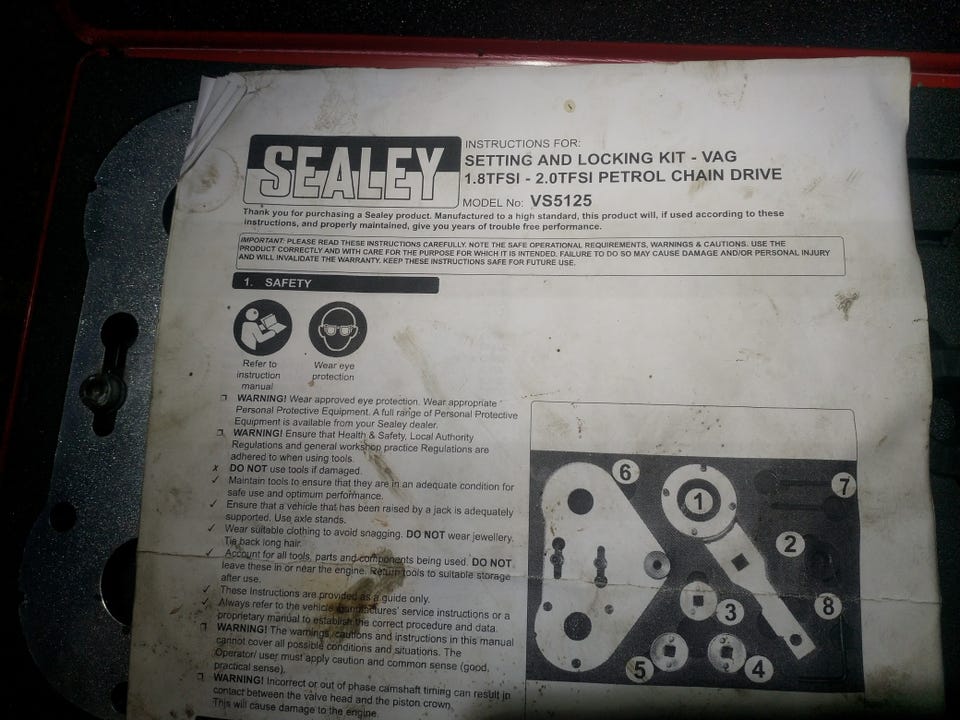 SEALEY
INSTRUCTIONS FOR:
SETTING AND LOCKING KIT - VAG
1.8TFSI - 2.0TFSI PETROL CHAIN DRIVE
MODEL No: VS5125
Thank you for purchasing a Sealey product. Manufactured to a high standard, this product will, if used according to these
instructions, and properly maintained, give you years of trouble free performance.
IMPORTANT: PLEASE READ THESE INSTRUCTIONS CAREFULLY. NOTE THE SAFE OPERATIONAL REQUIREMENTS, WARNINGS & CAUTIONS. USE THE
PRODUCT CORRECTLY AND WITH CARE FOR THE PURPOSE FOR WHICH IT IS INTENDED. FAILURE TO DO SO MAY CAUSE DAMAGE AND/OR PERSONAL INJURY
AND WILL INVALIDATE THE WARRANTY. KEEP THESE INSTRUCTIONS SAFE FOR FUTURE USE.
1. SAFETY
Refer to
instruction
manual
Wear eye
protection
❒ WARNING! Wear approved eye protection. Wear appropriate
Personal Protective Equipment. A full range of Personal Protective
Equipment is available from your Sealey dealer.
❒ WARNING! Ensure that Health & Safety, Local Authority
Regulations and general workshop practice Regulations are
adhered to when using tools.
✗ DO NOT use tools if damaged.
✓ Maintain tools to ensure that they are in an adequate condition for
safe use and optimum performance.
✓ Ensure that a vehicle that has been raised by a jack is adequately
supported. Use axle stands.
✓ Wear suitable clothing to avoid snagging. DO NOT wear jewellery.
Tie back long hair.
✓ Account for all tools, parts and components being used. DO NOT
leave these in or near the engine. Return tools to suitable storage
after use.
✓ These instructions are provided as a guide only.
✓ Always refer to the vehicle manufactures' service instructions or a
proprietary manual to establish the correct procedure and data.
❒ WARNING! The warnings, cautions and instructions in this manual
cannot cover all possible conditions and situations. The
Operator/ user must apply caution and common sense (good,
practical sense).
❒ WARNING! Incorrect or out of phase camshaft timing can result in
contact between the valve head and the piston crown.
This will cause damage to the engine.
6
1
7
2
3
8
5
4